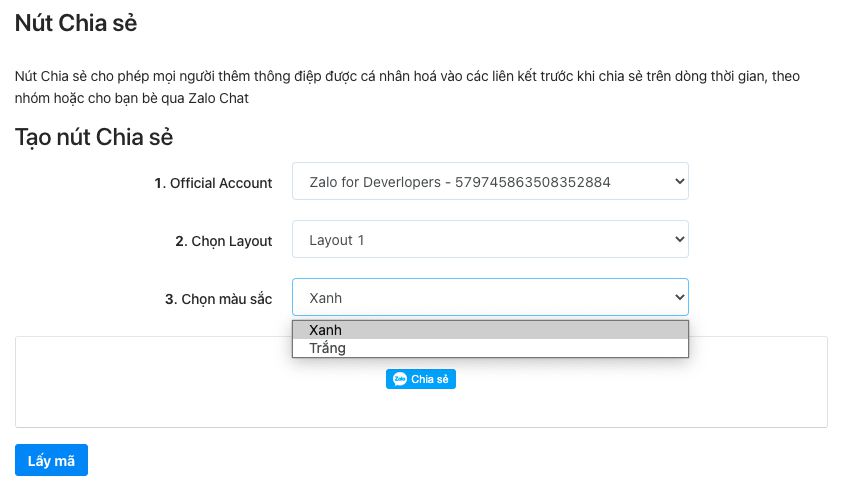 Nút Chia sẻ
Nút Chia sẻ cho phép mọi người thêm thông điệp được cá nhân hoá vào các liên kết trước khi chia sẻ trên dòng thời gian, theo
nhóm hoặc cho bạn bè qua Zalo Chat
Tạo nút Chia sẻ
1. Official Account
Zalo for Deverlopers - 579745863508352884
2. Chọn Layout
Layout 1
3. Chọn màu sắc
Xanh
Xanh
Trắng
Zalo Chia sẻ
Lấy mã